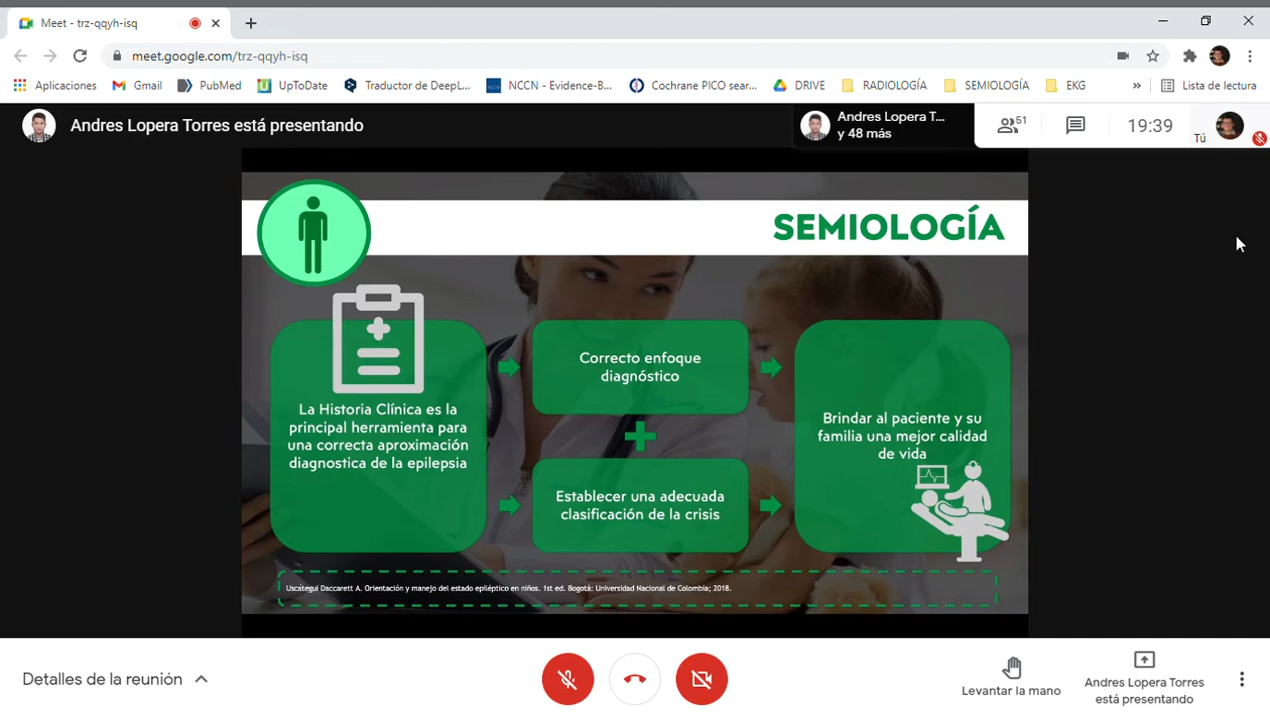 Meet - trz-qqyh-isq
meet.google.com/trz-qqyh-isq
Aplicaciones
Gmail
PubMed
UpToDate
Traductor de DeepL...
NCCN - Evidence-B...
Cochrane PICO sear...
DRIVE
RADIOLOGÍA
SEMIOLOGÍA
EKG
»
Lista de lectura
Andres Lopera Torres está presentando
Andres Lopera T...
y 48 más
51
19:39
Tú
SEMIOLOGÍA
La Historia Clínica es la
principal herramienta para
una correcta aproximación
diagnostica de la epilepsia
Correcto enfoque
diagnóstico
Establecer una adecuada
clasificación de la crisis
Brindar al paciente y su
familia una mejor calidad
de vida
Uscátegui Daccarett A. Orientación y manejo del estado epiléptico en niños. 1st ed. Bogotá: Universidad Nacional de Colombia; 2018.
Detalles de la reunión
Levantar la mano
Andres Lopera Torres
está presentando